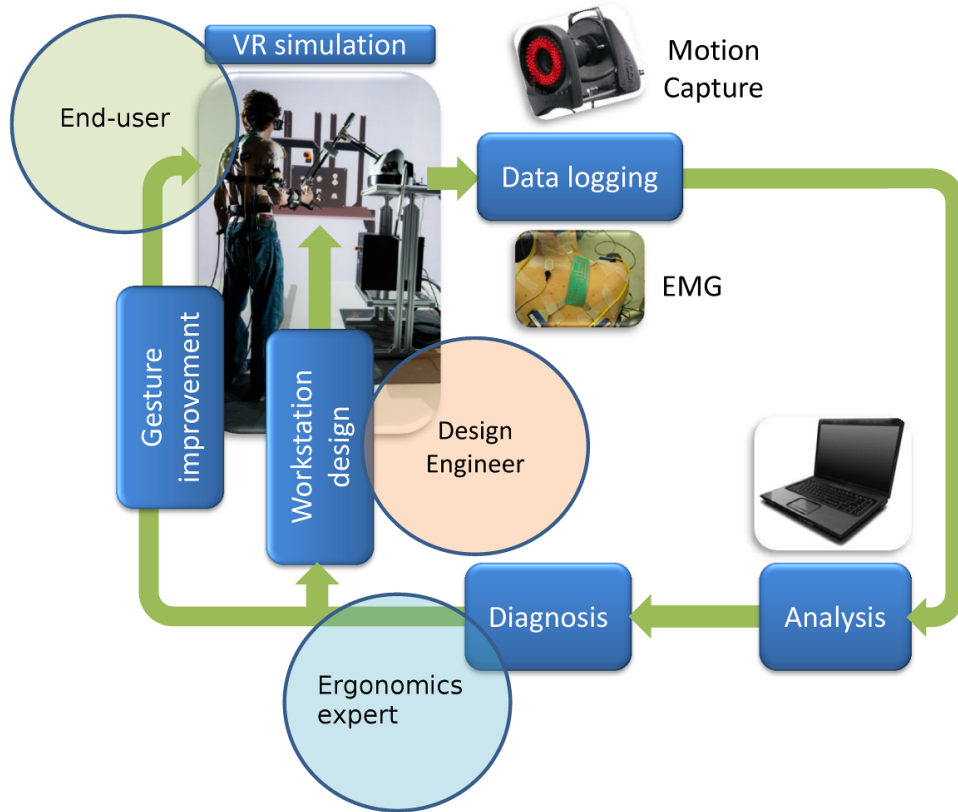 VR simulation
End-user
Motion
Capture
Data logging
EMG
Gesture
improvement
Workstation
design
Design
Engineer
Diagnosis
Analysis
Ergonomics
expert